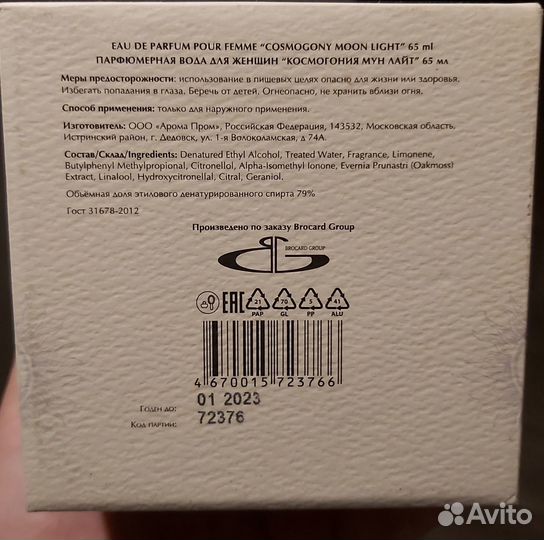 EAU DE PARFUM POUR FEMME “COSMOGONY MOON LIGHT” 65 ml
ПАРФЮМЕРНАЯ ВОДА ДЛЯ ЖЕНЩИН “КОСМОГОНИЯ МУН ЛАЙТ” 65 мл
Меры предосторожности: использование в пищевых целях опасно для жизни или здоровья.
Избегать попадания в глаза. Беречь от детей. Огнеопасно, не хранить вблизи огня.
Способ применения: только для наружного применения.
Изготовитель: ООО «Арома Пром», Российская Федерация, 143532, Московская область,
Истринский район, г. Дедовск, ул. 1-я Волоколамская, д 74А.
Состав/Склад/Ingredients: Denatured Ethyl Alcohol, Treated Water, Fragrance, Limonene,
Butylphenyl Methylpropional, Citronellol, Alpha-Isomethyl Ionone, Evernia Prunastri (Oakmoss)
Extract, Linalool, Hydroxycitronellal, Citral, Geraniol.
Объёмная доля этилового денатурированного спирта 79%
Гост 31678-2012
Произведено по заказу Brocard Group
BROCARD GROUP
EAC 21 70 5 41
PAP GL PP ALU
4 670015 723766
Годен до: 01 2023
Код партии: 72376
Avito